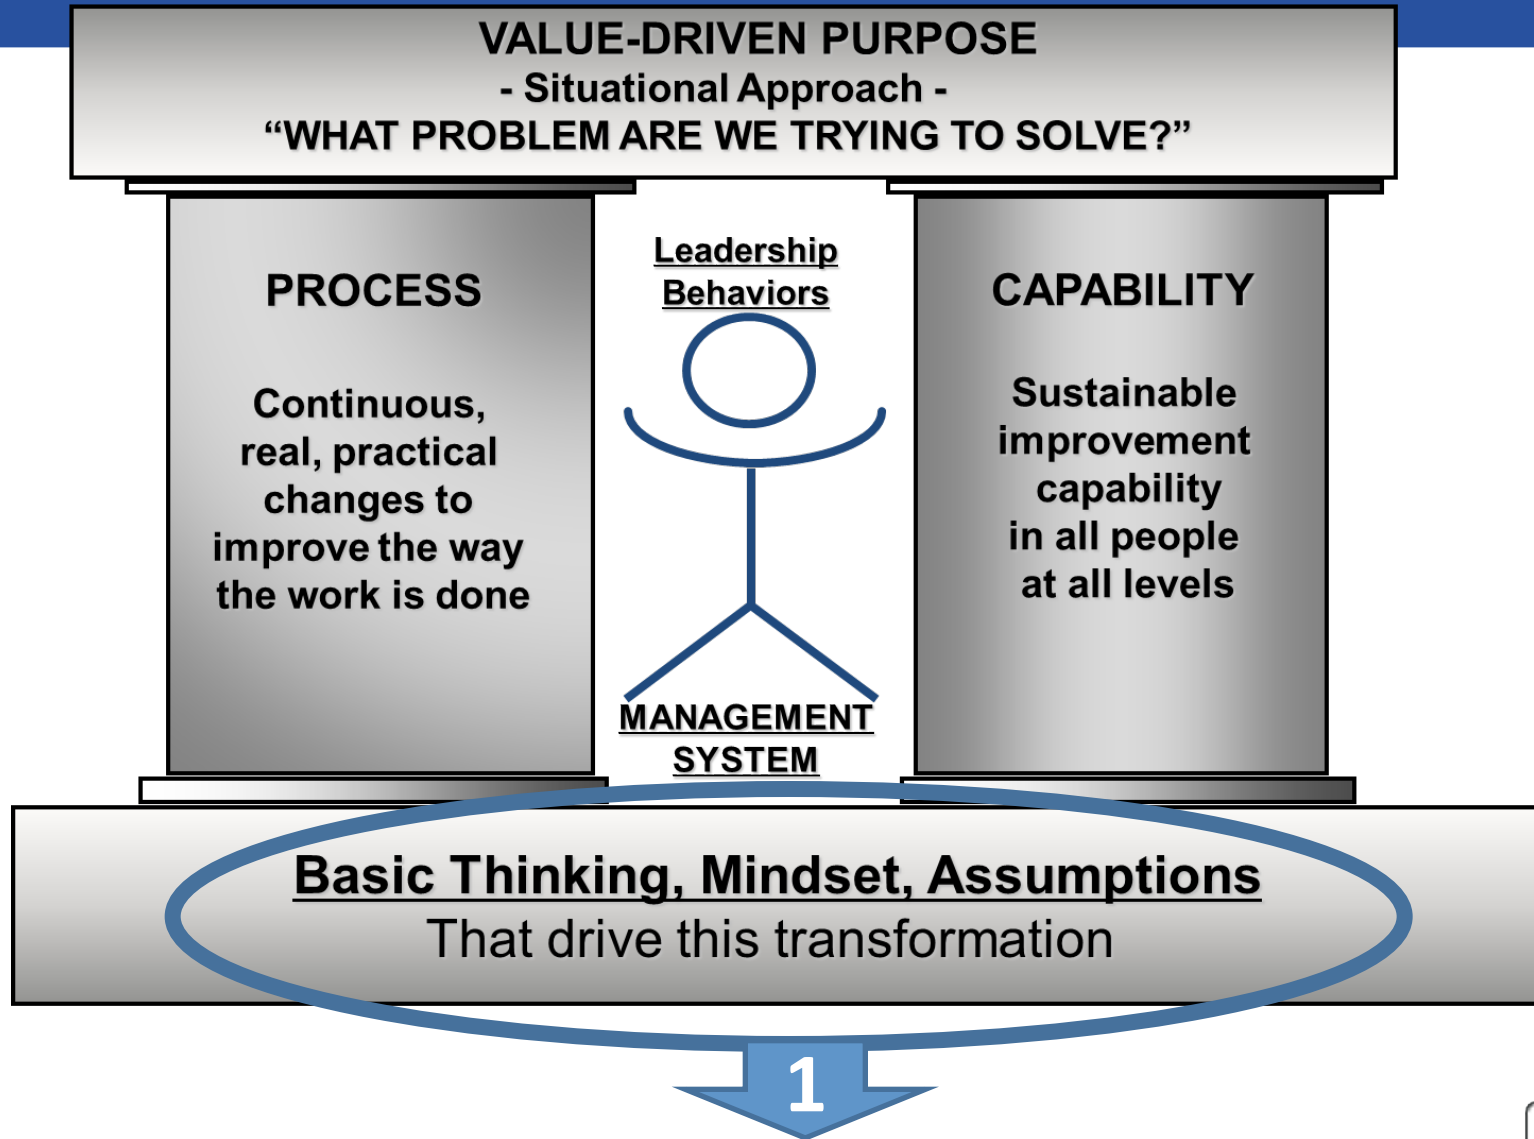 VALUE-DRIVEN PURPOSE
- Situational Approach -
“WHAT PROBLEM ARE WE TRYING TO SOLVE?”
PROCESS
Continuous,
real, practical
changes to
improve the way
the work is done
Leadership
Behaviors
MANAGEMENT
SYSTEM
CAPABILITY
Sustainable
improvement
capability
in all people
at all levels
Basic Thinking, Mindset, Assumptions
That drive this transformation
1